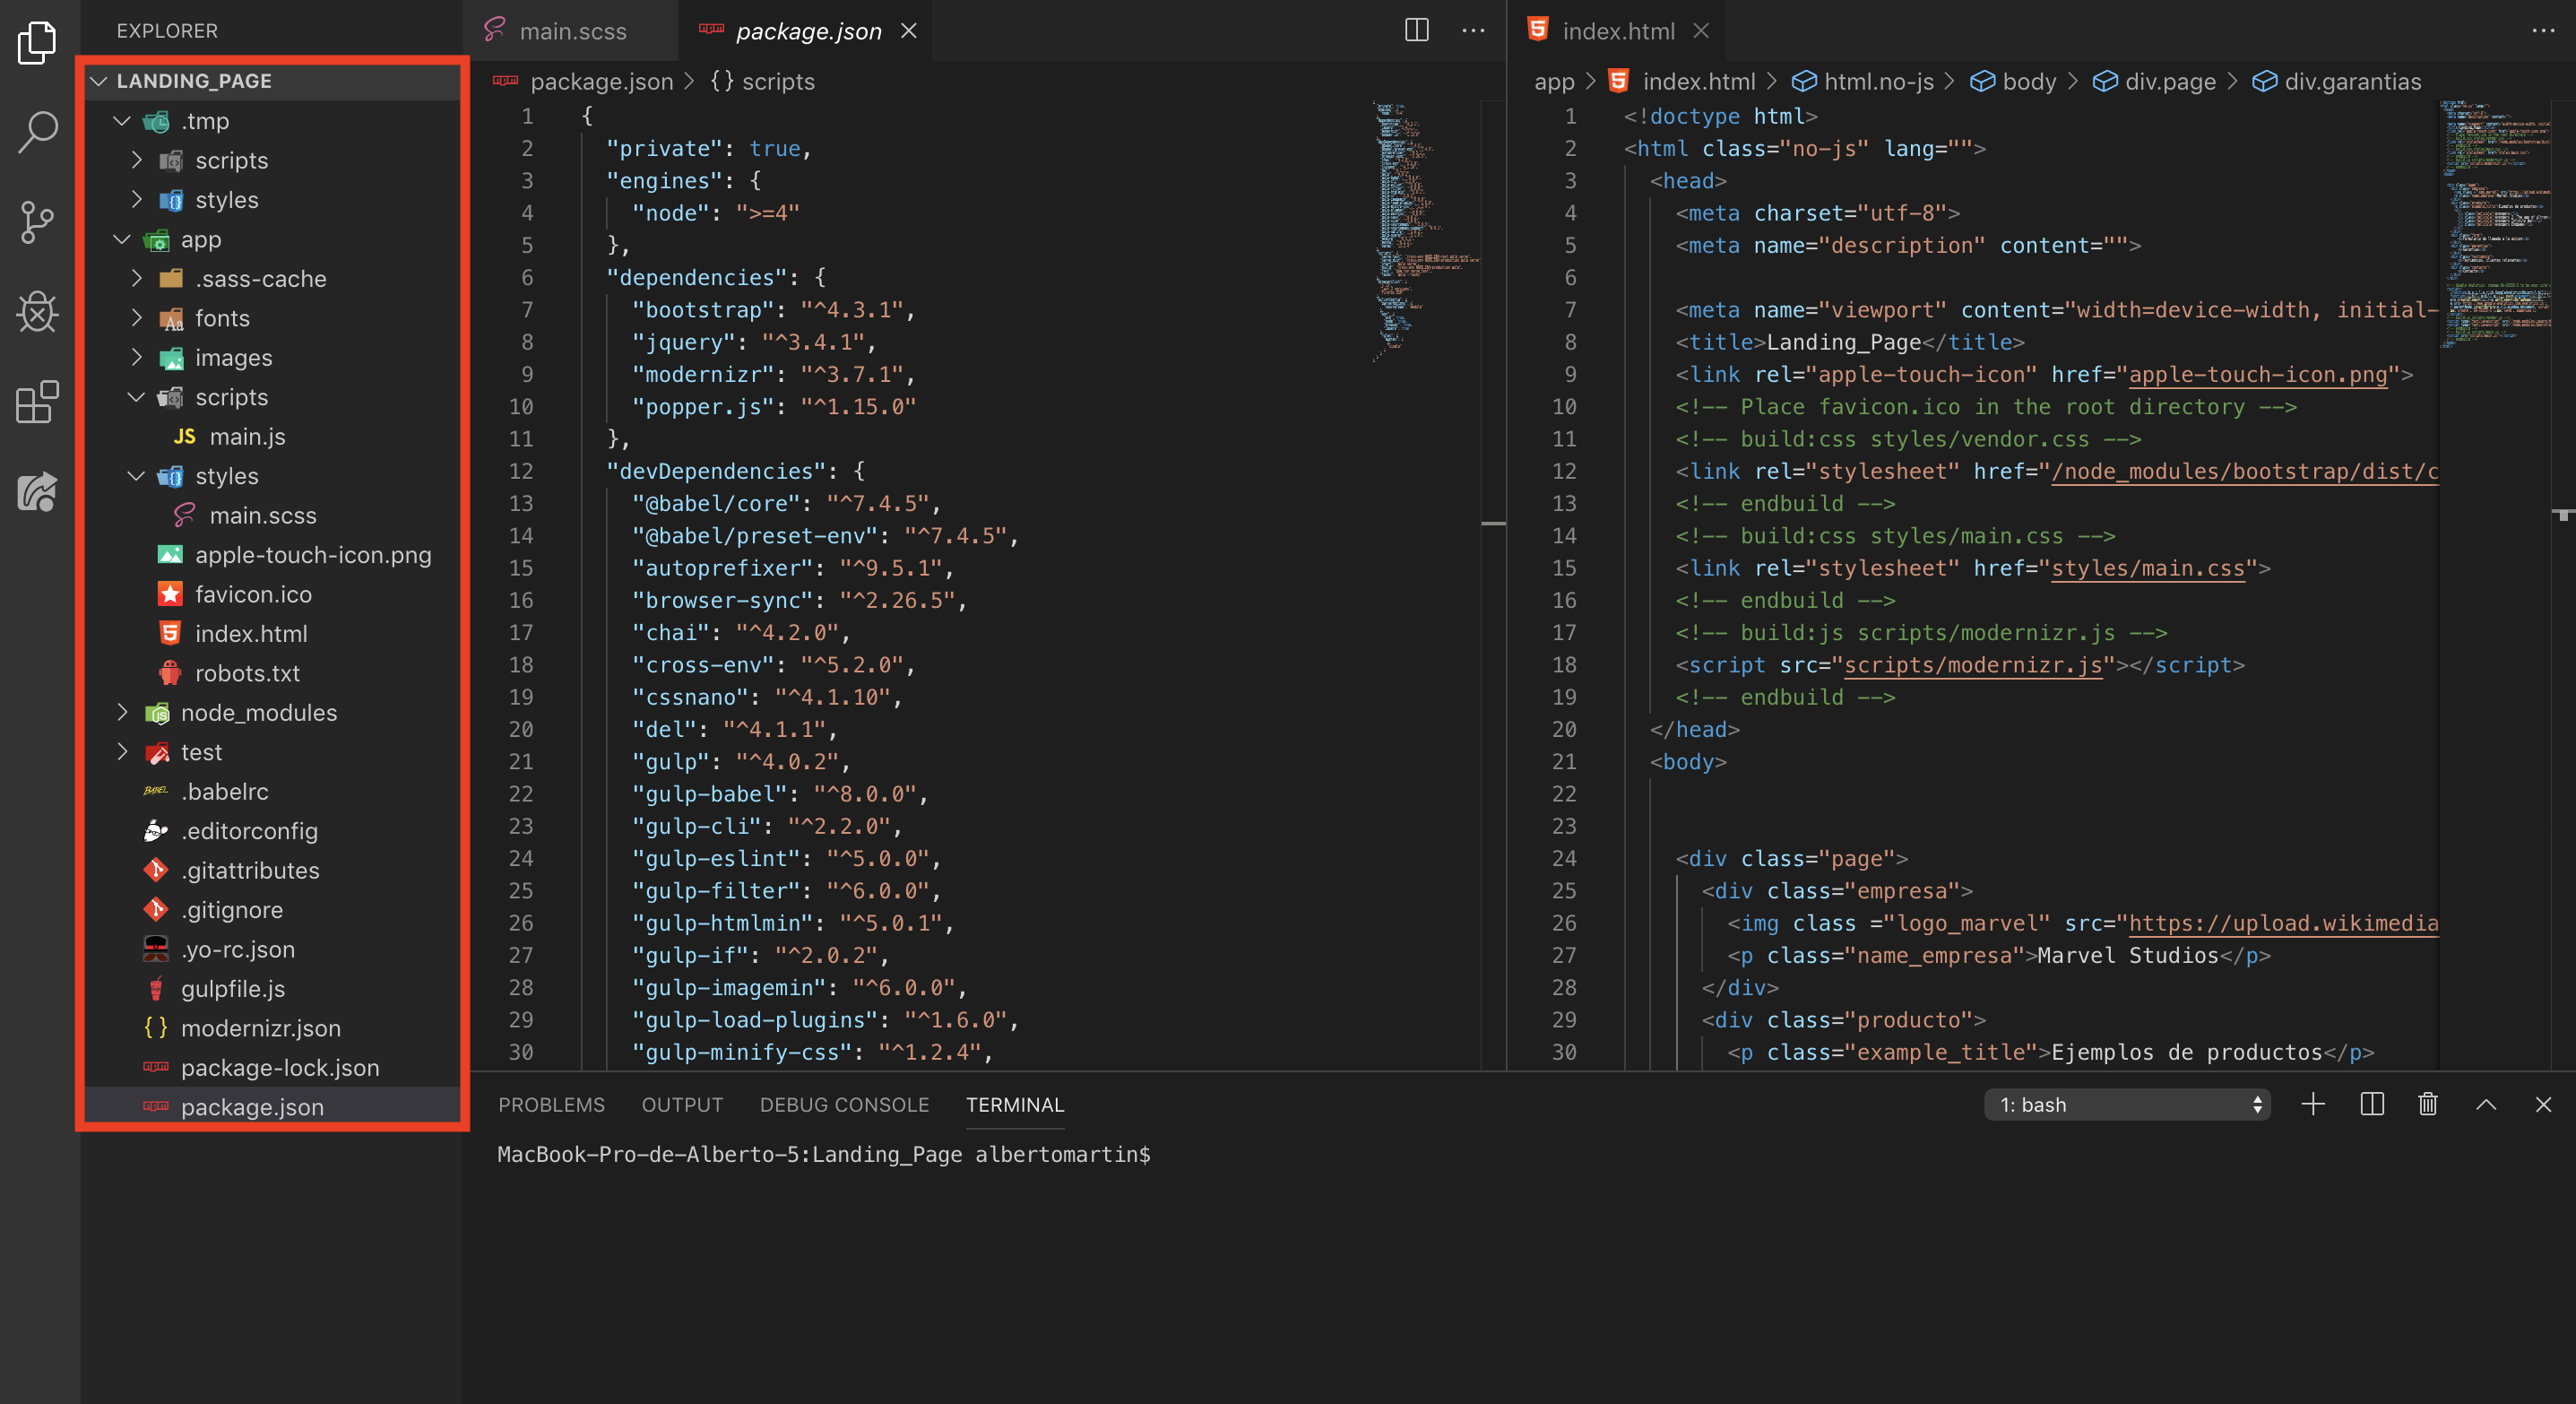 EXPLORER
LANDING_PAGE
.tmp
scripts
styles
app
.sass-cache
fonts
images
scripts
JS main.js
styles
main.scss
apple-touch-icon.png
favicon.ico
index.html
robots.txt
node_modules
test
.babelrc
.editorconfig
.gitattributes
.gitignore
.yo-rc.json
gulpfile.js
{ } modernizr.json
package-lock.json
package.json
main.scss
package.json
package.json > { } scripts
1 {
2 "private": true,
3 "engines": {
4 "node": ">=4"
5 },
6 "dependencies": {
7 "bootstrap": "^4.3.1",
8 "jquery": "^3.4.1",
9 "modernizr": "^3.7.1",
10 "popper.js": "^1.15.0"
11 },
12 "devDependencies": {
13 "@babel/core": "^7.4.5",
14 "@babel/preset-env": "^7.4.5",
15 "autoprefixer": "^9.5.1",
16 "browser-sync": "^2.26.5",
17 "chai": "^4.2.0",
18 "cross-env": "^5.2.0",
19 "cssnano": "^4.1.10",
20 "del": "^4.1.1",
21 "gulp": "^4.0.2",
22 "gulp-babel": "^8.0.0",
23 "gulp-cli": "^2.2.0",
24 "gulp-eslint": "^5.0.0",
25 "gulp-filter": "^6.0.0",
26 "gulp-htmlmin": "^5.0.1",
27 "gulp-if": "^2.0.2",
28 "gulp-imagemin": "^6.0.0",
29 "gulp-load-plugins": "^1.6.0",
30 "gulp-minify-css": "^1.2.4",
index.html
app > index.html > html.no-js > body > div.page > div.garantias
1 <!doctype html>
2 <html class="no-js" lang="">
3 <head>
4 <meta charset="utf-8">
5 <meta name="description" content="">
6
7 <meta name="viewport" content="width=device-width, initial-
8 <title>Landing_Page</title>
9 <link rel="apple-touch-icon" href="apple-touch-icon.png">
10 <!-- Place favicon.ico in the root directory -->
11 <!-- build:css styles/vendor.css -->
12 <link rel="stylesheet" href="/node_modules/bootstrap/dist/c
13 <!-- endbuild -->
14 <!-- build:css styles/main.css -->
15 <link rel="stylesheet" href="styles/main.css">
16 <!-- endbuild -->
17 <!-- build:js scripts/modernizr.js -->
18 <script src="scripts/modernizr.js"></script>
19 <!-- endbuild -->
20 </head>
21 <body>
22
23
24 <div class="page">
25 <div class="empresa">
26 <img class ="logo_marvel" src="https://upload.wikimedia
27 <p class="name_empresa">Marvel Studios</p>
28 </div>
29 <div class="producto">
30 <p class="example_title">Ejemplos de productos</p>
PROBLEMS OUTPUT DEBUG CONSOLE TERMINAL
1: bash
MacBook-Pro-de-Alberto-5:Landing_Page albertomartin$